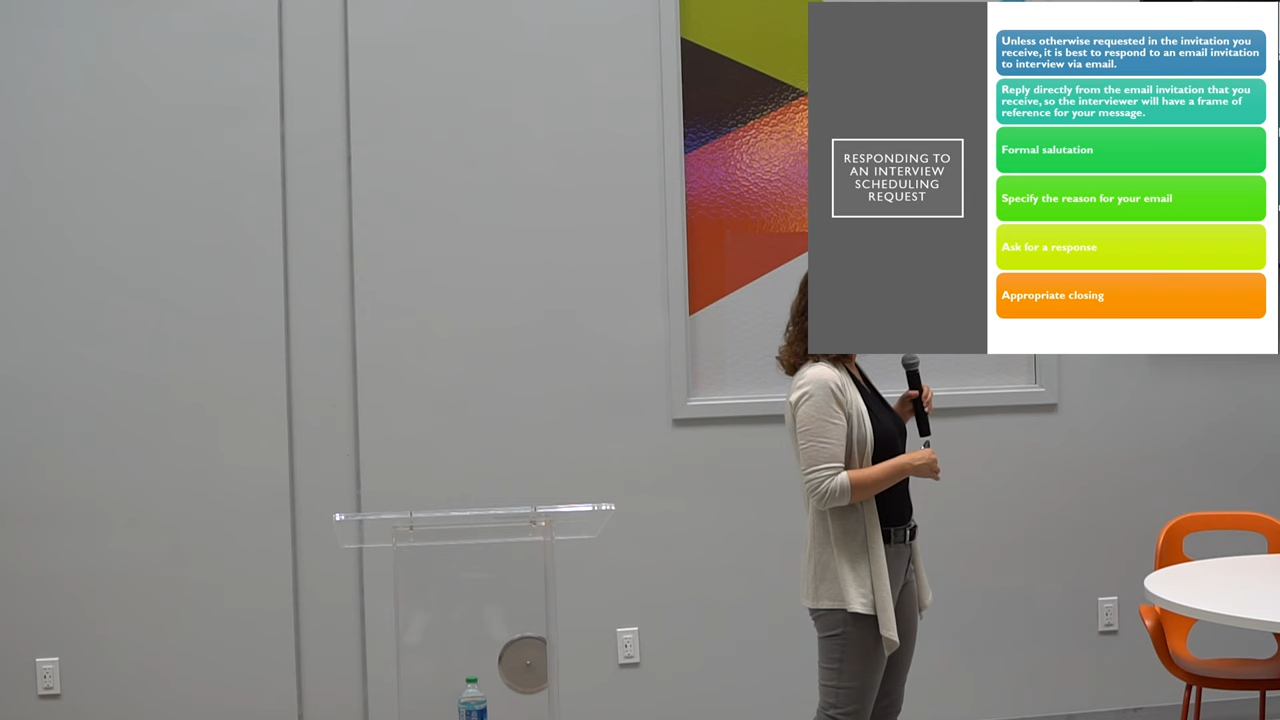 RESPONDING TO
AN INTERVIEW
SCHEDULING
REQUEST
Unless otherwise requested in the invitation you
receive, it is best to respond to an email invitation
to interview via email.
Reply directly from the email invitation that you
receive, so the interviewer will have a frame of
reference for your message.
Formal salutation
Specify the reason for your email
Ask for a response
Appropriate closing